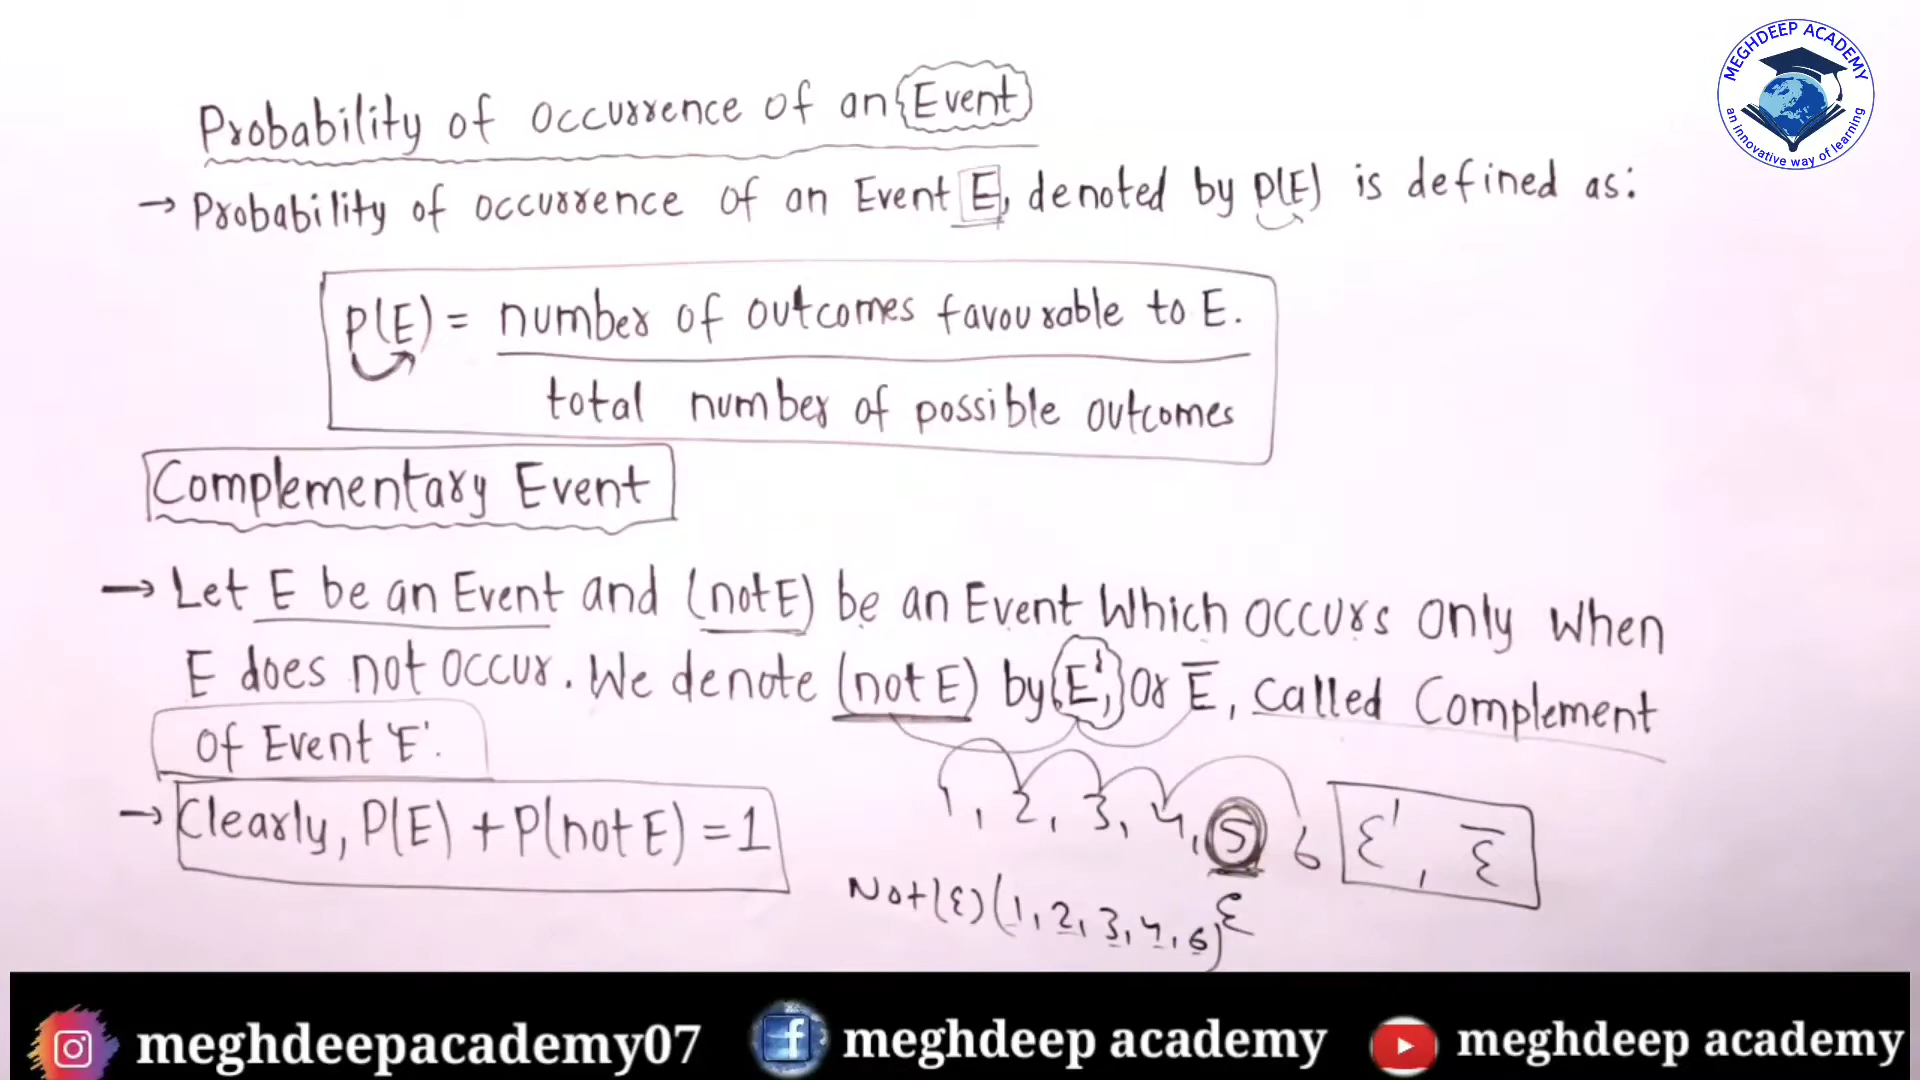 Probability of occurrence of an Event
→ Probability of occurrence of an Event E, denoted by P(E) is defined as:
P(E) = number of outcomes favourable to E.
total number of possible outcomes
Complementary Event
→ Let E be an Event and (not E) be an Event Which occurs only when
E does not occur. We denote (not E) by E', or E̅, called Complement
of Event 'E'.
→ Clearly, P(E) + P(not E) = 1
1, 2, 3, 4, 5 6
E', E̅
Not(E)(1, 2, 3, 4, 6) E
MEGHDEEP ACADEMY
an innovative way of learning
meghdeepacademy07
meghdeep academy
meghdeep academy